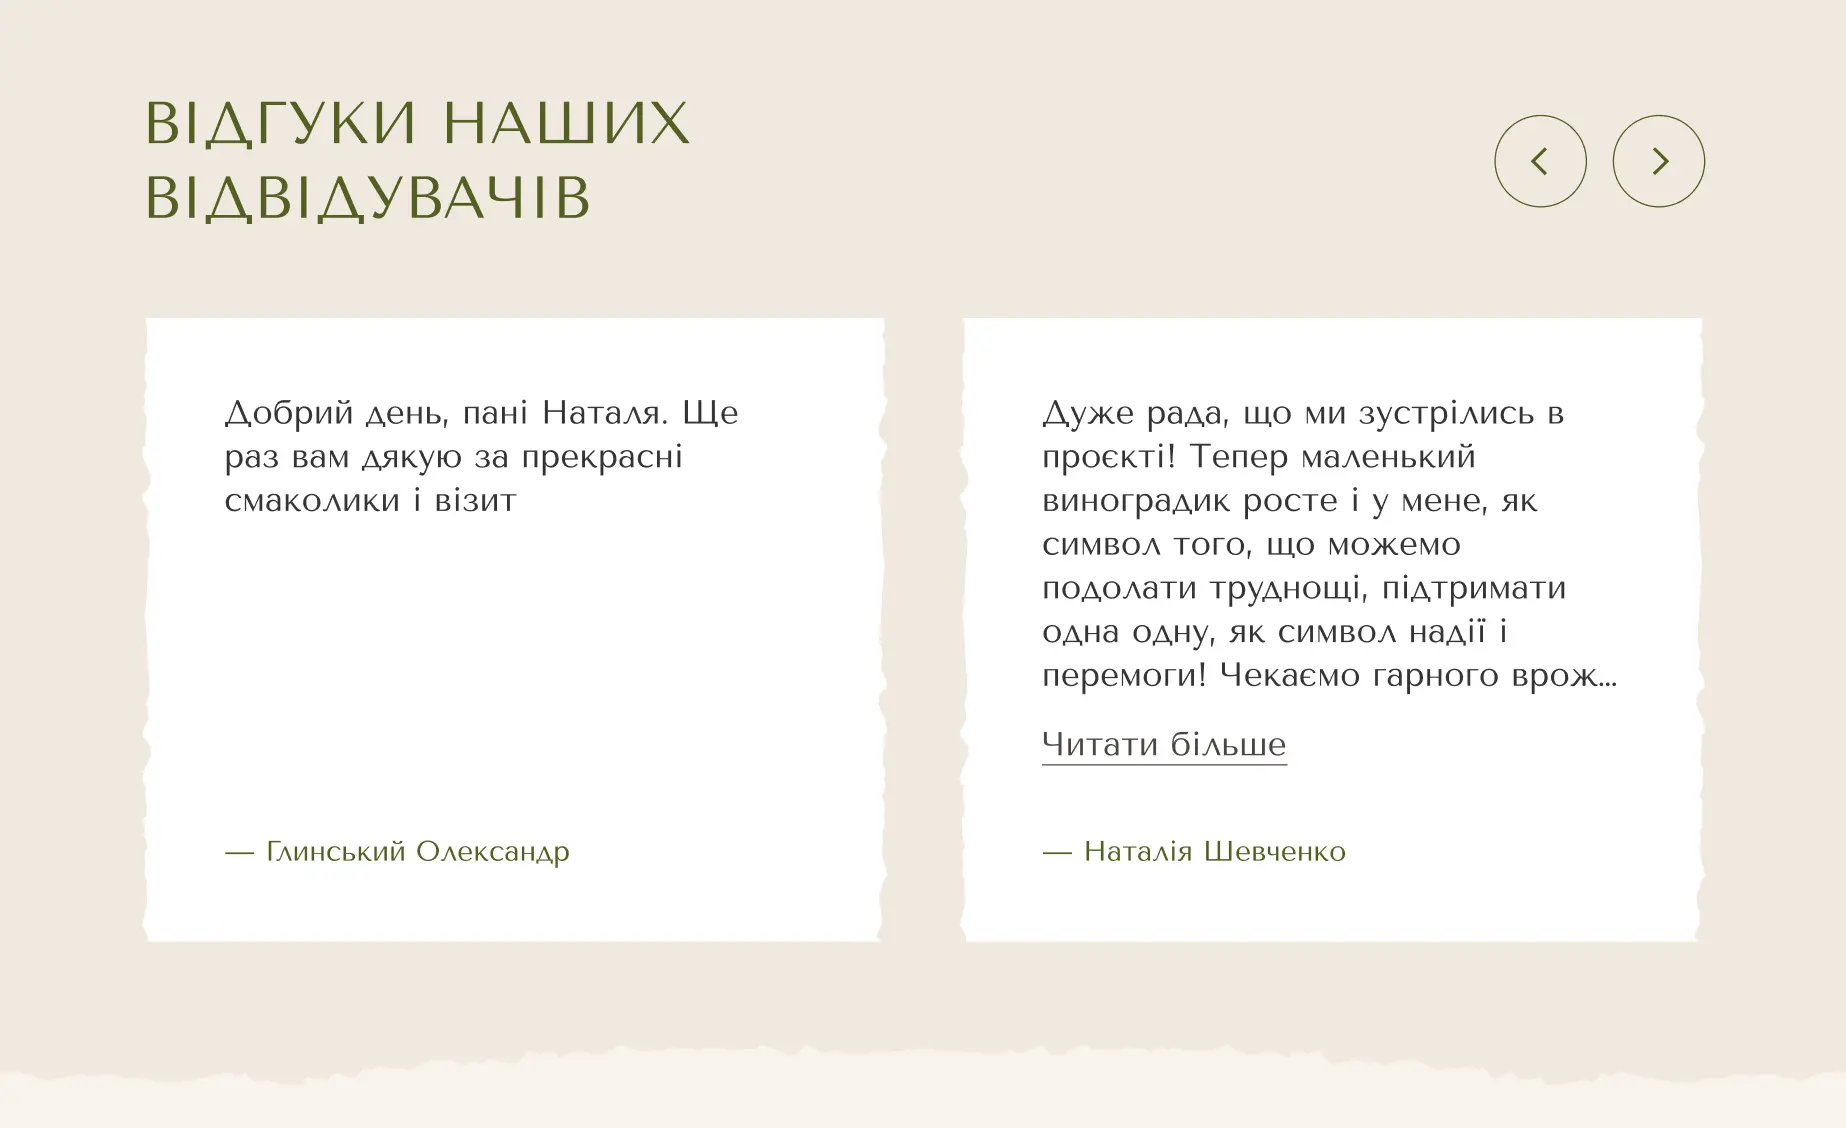 ВІДГУКИ НАШИХ
ВІДВІДУВАЧІВ
Добрий день, пані Наталя. Ще
раз вам дякую за прекрасні
смаколики і візит
— Глинський Олександр
Дуже рада, що ми зустрілись в
проєкті! Тепер маленький
виноградик росте і у мене, як
символ того, що можемо
подолати труднощі, підтримати
одна одну, як символ надії і
перемоги! Чекаємо гарного врож...
Читати більше
— Наталія Шевченко